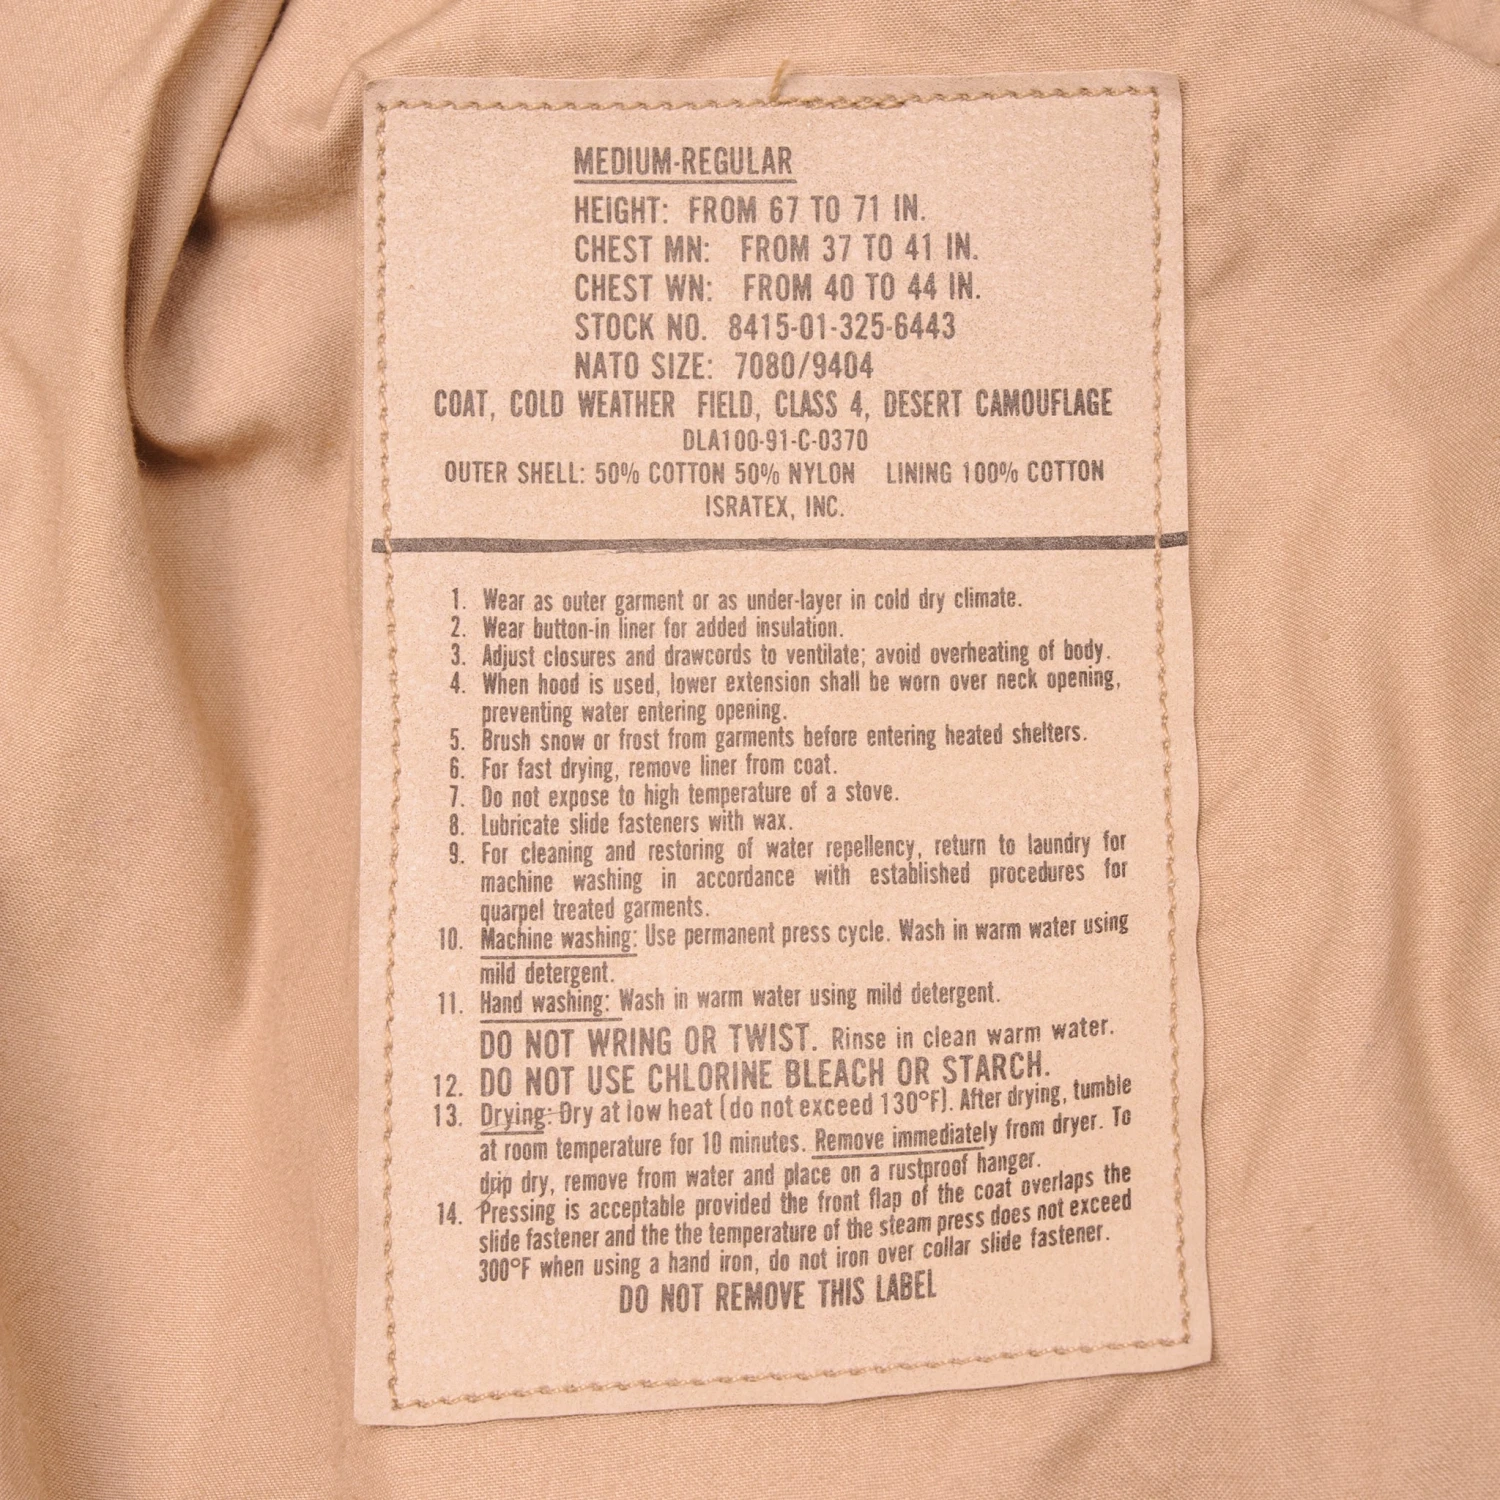 MEDIUM-REGULAR
HEIGHT: FROM 67 TO 71 IN.
CHEST MN: FROM 37 TO 41 IN.
CHEST WN: FROM 40 TO 44 IN.
STOCK NO. 8415-01-325-6443
NATO SIZE: 7080/9404
COAT, COLD WEATHER FIELD, CLASS 4, DESERT CAMOUFLAGE
DLA100-91-C-0370
OUTER SHELL: 50% COTTON 50% NYLON LINING 100% COTTON
ISRATEX, INC.
1. Wear as outer garment or as under-layer in cold dry climate.
2. Wear button-in liner for added insulation.
3. Adjust closures and drawcords to ventilate; avoid overheating of body.
4. When hood is used, lower extension shall be worn over neck opening,
preventing water entering opening.
5. Brush snow or frost from garments before entering heated shelters.
6. For fast drying, remove liner from coat.
7. Do not expose to high temperature of a stove.
8. Lubricate slide fasteners with wax.
9. For cleaning and restoring of water repellency, return to laundry for
machine washing in accordance with established procedures for
quarpel treated garments.
10. Machine washing: Use permanent press cycle. Wash in warm water using
mild detergent.
11. Hand washing: Wash in warm water using mild detergent.
DO NOT WRING OR TWIST. Rinse in clean warm water.
12. DO NOT USE CHLORINE BLEACH OR STARCH.
13. Drying: Dry at low heat (do not exceed 130°F). After drying, tumble
at room temperature for 10 minutes. Remove immediately from dryer. To
drip dry, remove from water and place on a rustproof hanger.
14. Pressing is acceptable provided the front flap of the coat overlaps the
slide fastener and the the temperature of the steam press does not exceed
300°F when using a hand iron, do not iron over collar slide fastener.
DO NOT REMOVE THIS LABEL